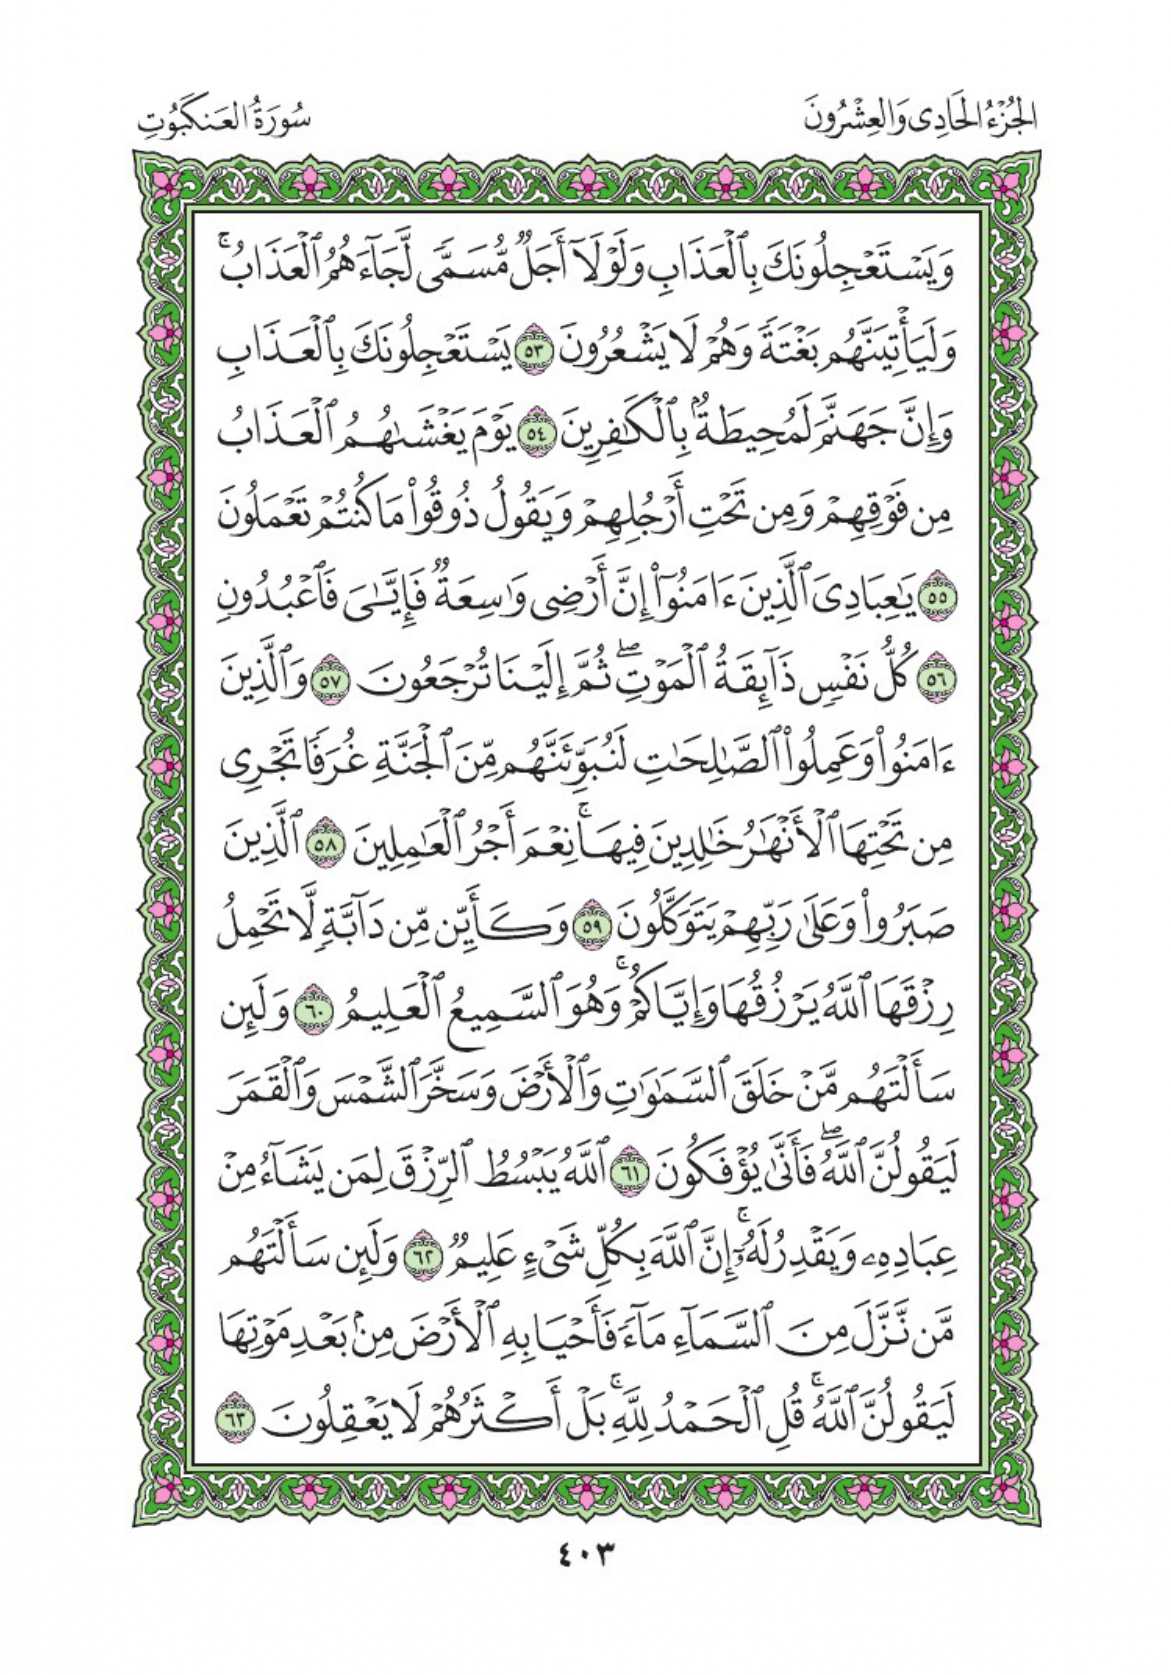 الجُزْءُ الحَادِي وَالعِشْرُونَ
سُورَةُ العَنكَبُوتِ
وَيَسۡتَعۡجِلُونَكَ بِٱلۡعَذَابِ وَلَوۡلَآ أَجَلٞ مُّسَمّٗى لَّجَآءَهُمُ ٱلۡعَذَابُۚ
وَلَيَأۡتِيَنَّهُم بَغۡتَةٗ وَهُمۡ لَا يَشۡعُرُونَ ٥٣ يَسۡتَعۡجِلُونَكَ بِٱلۡعَذَابِ
وَإِنَّ جَهَنَّمَ لَمُحِيطَةُۢ بِٱلۡكَٰفِرِينَ ٥٤ يَوۡمَ يَغۡشَىٰهُمُ ٱلۡعَذَابُ
مِن فَوۡقِهِمۡ وَمِن تَحۡتِ أَرۡجُلِهِمۡ وَيَقُولُ ذُوقُواْ مَا كُنتُمۡ تَعۡمَلُونَ
٥٥ يَٰعِبَادِيَ ٱلَّذِينَ ءَامَنُوٓاْ إِنَّ أَرۡضِي وَٰسِعَةٞ فَإِيَّٰيَ فَٱعۡبُدُونِ
٥٦ كُلُّ نَفۡسٖ ذَآئِقَةُ ٱلۡمَوۡتِۖ ثُمَّ إِلَيۡنَا تُرۡجَعُونَ ٥٧ وَٱلَّذِينَ
ءَامَنُواْ وَعَمِلُواْ ٱلصَّٰلِحَٰتِ لَنُبَوِّئَنَّهُم مِّنَ ٱلۡجَنَّةِ غُرَفٗا تَجۡرِي
مِن تَحۡتِهَا ٱلۡأَنۡهَٰرُ خَٰلِدِينَ فِيهَاۚ نِعۡمَ أَجۡرُ ٱلۡعَٰمِلِينَ ٥٨ ٱلَّذِينَ
صَبَرُواْ وَعَلَىٰ رَبِّهِمۡ يَتَوَكَّلُونَ ٥٩ وَكَأَيِّن مِّن دَآبَّةٖ لَّا تَحۡمِلُ
رِزۡقَهَا ٱللَّهُ يَرۡزُقُهَا وَإِيَّاكُمۡۚ وَهُوَ ٱلسَّمِيعُ ٱلۡعَلِيمُ ٦٠ وَلَئِن
سَأَلۡتَهُم مَّنۡ خَلَقَ ٱلسَّمَٰوَٰتِ وَٱلۡأَرۡضَ وَسَخَّرَ ٱلشَّمۡسَ وَٱلۡقَمَرَ
لَيَقُولُنَّ ٱللَّهُۖ فَأَنَّىٰ يُؤۡفَكُونَ ٦١ ٱللَّهُ يَبۡسُطُ ٱلرِّزۡقَ لِمَن يَشَآءُ مِنۡ
عِبَادِهِۦ وَيَقۡدِرُ لَهُۥٓۚ إِنَّ ٱللَّهَ بِكُلِّ شَيۡءٍ عَلِيمٞ ٦٢ وَلَئِن سَأَلۡتَهُم
مَّن نَّزَّلَ مِنَ ٱلسَّمَآءِ مَآءٗ فَأَحۡيَا بِهِ ٱلۡأَرۡضَ مِنۢ بَعۡدِ مَوۡتِهَا
لَيَقُولُنَّ ٱللَّهُۚ قُلِ ٱلۡحَمۡدُ لِلَّهِۚ بَلۡ أَكۡثَرُهُمۡ لَا يَعۡقِلُونَ ٦٣
٤٠٣